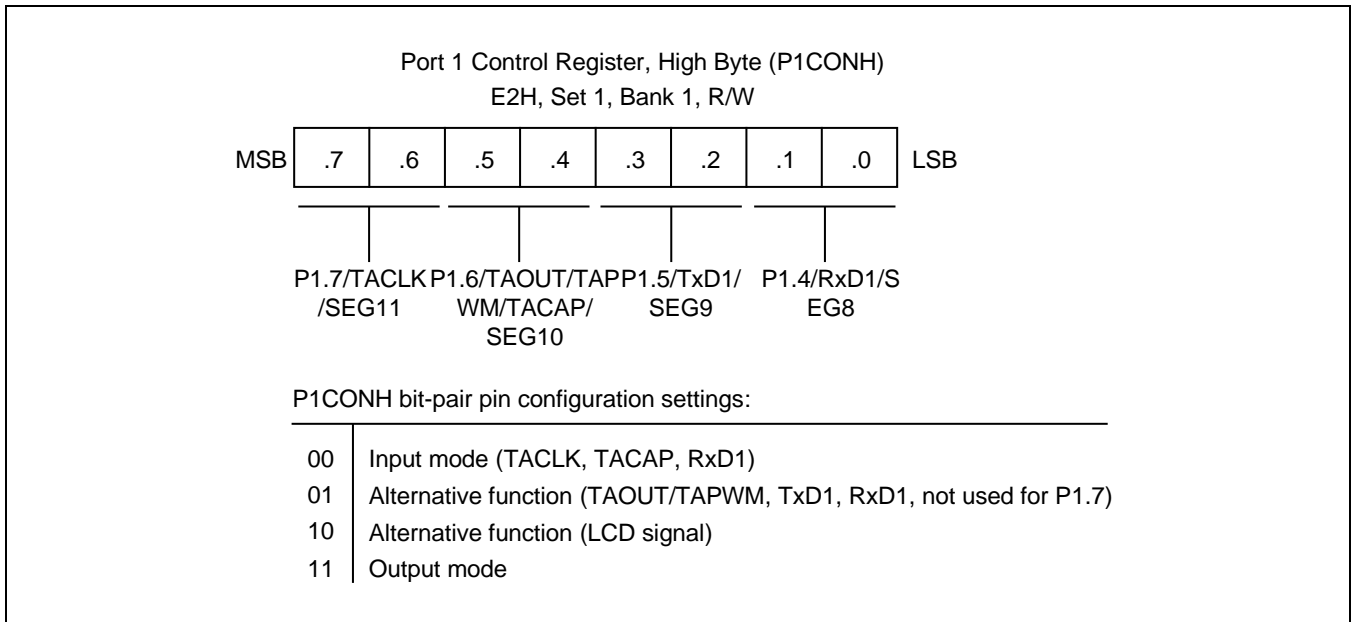 Port 1 Control Register, High Byte (P1CONH)
E2H, Set 1, Bank 1, R/W
MSB .7 .6 .5 .4 .3 .2 .1 .0 LSB
P1.7/TACLK P1.6/TAOUT/TAP P1.5/TxD1/ P1.4/RxD1/S
/SEG11 WM/TACAP/ SEG9 EG8
SEG10
P1CONH bit-pair pin configuration settings:
00 Input mode (TACLK, TACAP, RxD1)
01 Alternative function (TAOUT/TAPWM, TxD1, RxD1, not used for P1.7)
10 Alternative function (LCD signal)
11 Output mode